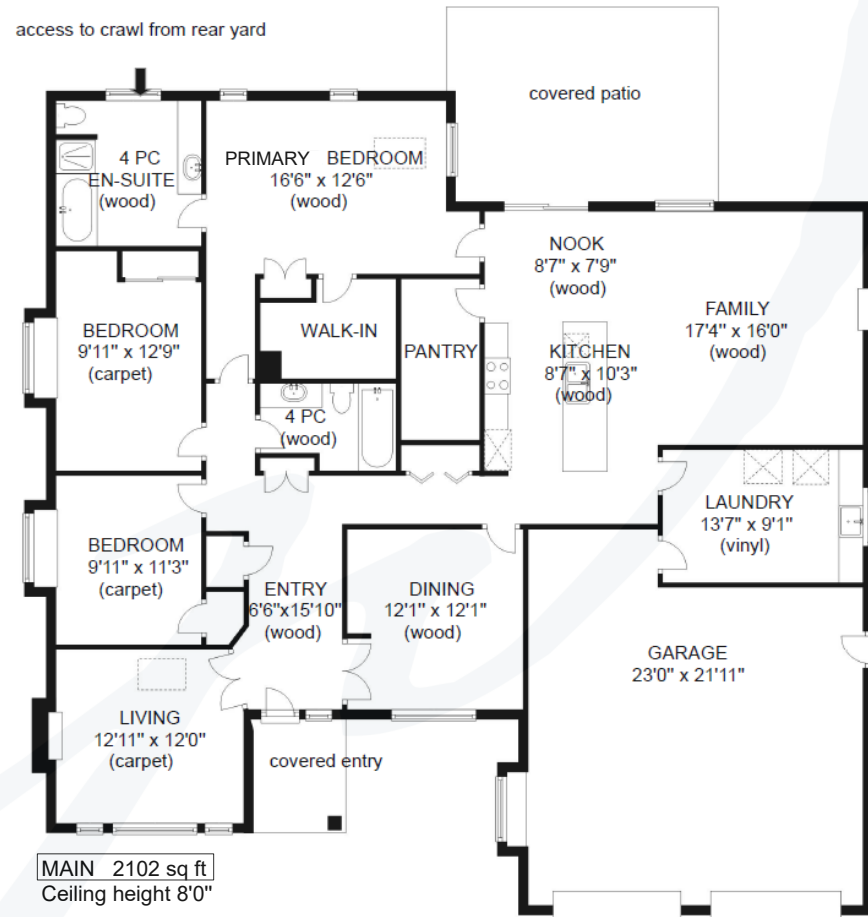 access to crawl from rear yard
covered patio
4 PC
EN-SUITE
(wood)
PRIMARY BEDROOM
16'6" x 12'6"
(wood)
NOOK
8'7" x 7'9"
(wood)
FAMILY
17'4" x 16'0"
(wood)
BEDROOM
9'11" x 12'9"
(carpet)
WALK-IN
PANTRY
KITCHEN
8'7" x 10'3"
(wood)
4 PC
(wood)
LAUNDRY
13'7" x 9'1"
(vinyl)
BEDROOM
9'11" x 11'3"
(carpet)
ENTRY
6'6"x15'10"
(wood)
DINING
12'1" x 12'1"
(wood)
GARAGE
23'0" x 21'11"
LIVING
12'11" x 12'0"
(carpet)
covered entry
MAIN 2102 sq ft
Ceiling height 8'0"